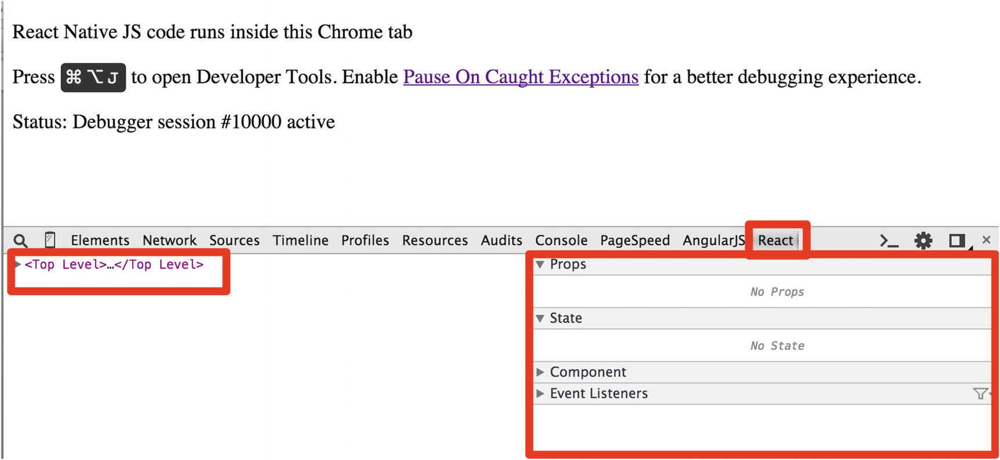 React Native JS code runs inside this Chrome tab
Press ⌘ ⌥ J to open Developer Tools. Enable Pause On Caught Exceptions for a better debugging experience.
Status: Debugger session #10000 active
Elements Network Sources Timeline Profiles Resources Audits Console PageSpeed AngularJS React
<Top Level>…</Top Level>
Props
No Props
State
No State
Component
Event Listeners